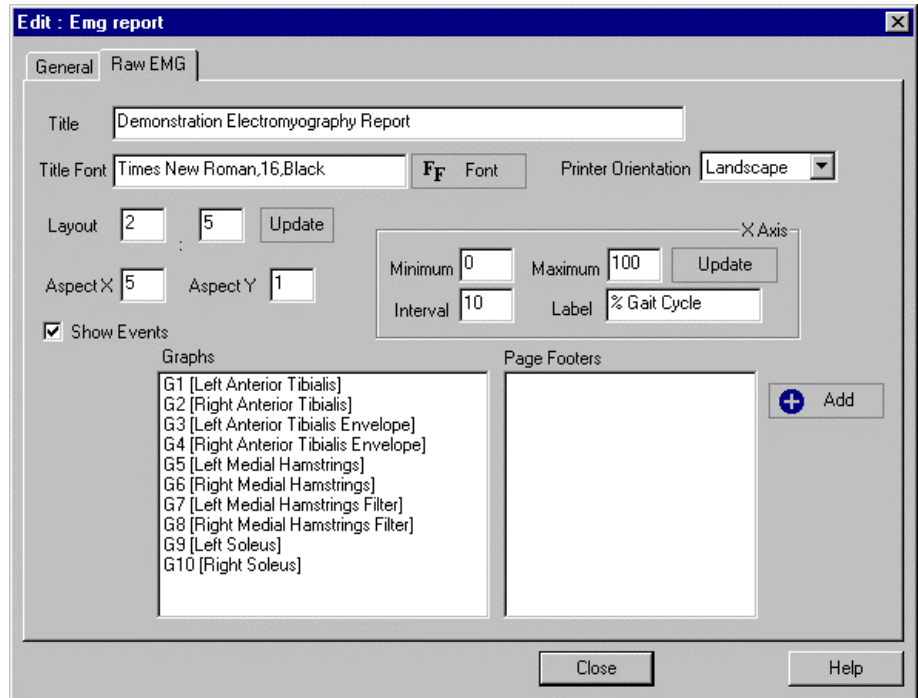 Edit : Emg report
General
Raw EMG
Title
Demonstration Electromyography Report
Title Font
Times New Roman,16,Black
FF Font
Printer Orientation
Landscape
Layout
2
:
5
Update
X Axis
Minimum
0
Maximum
100
Update
Aspect X
5
Aspect Y
1
Interval
10
Label
% Gait Cycle
Show Events
Graphs
G1 [Left Anterior Tibialis]
G2 [Right Anterior Tibialis]
G3 [Left Anterior Tibialis Envelope]
G4 [Right Anterior Tibialis Envelope]
G5 [Left Medial Hamstrings]
G6 [Right Medial Hamstrings]
G7 [Left Medial Hamstrings Filter]
G8 [Right Medial Hamstrings Filter]
G9 [Left Soleus]
G10 [Right Soleus]
Page Footers
Add
Close
Help